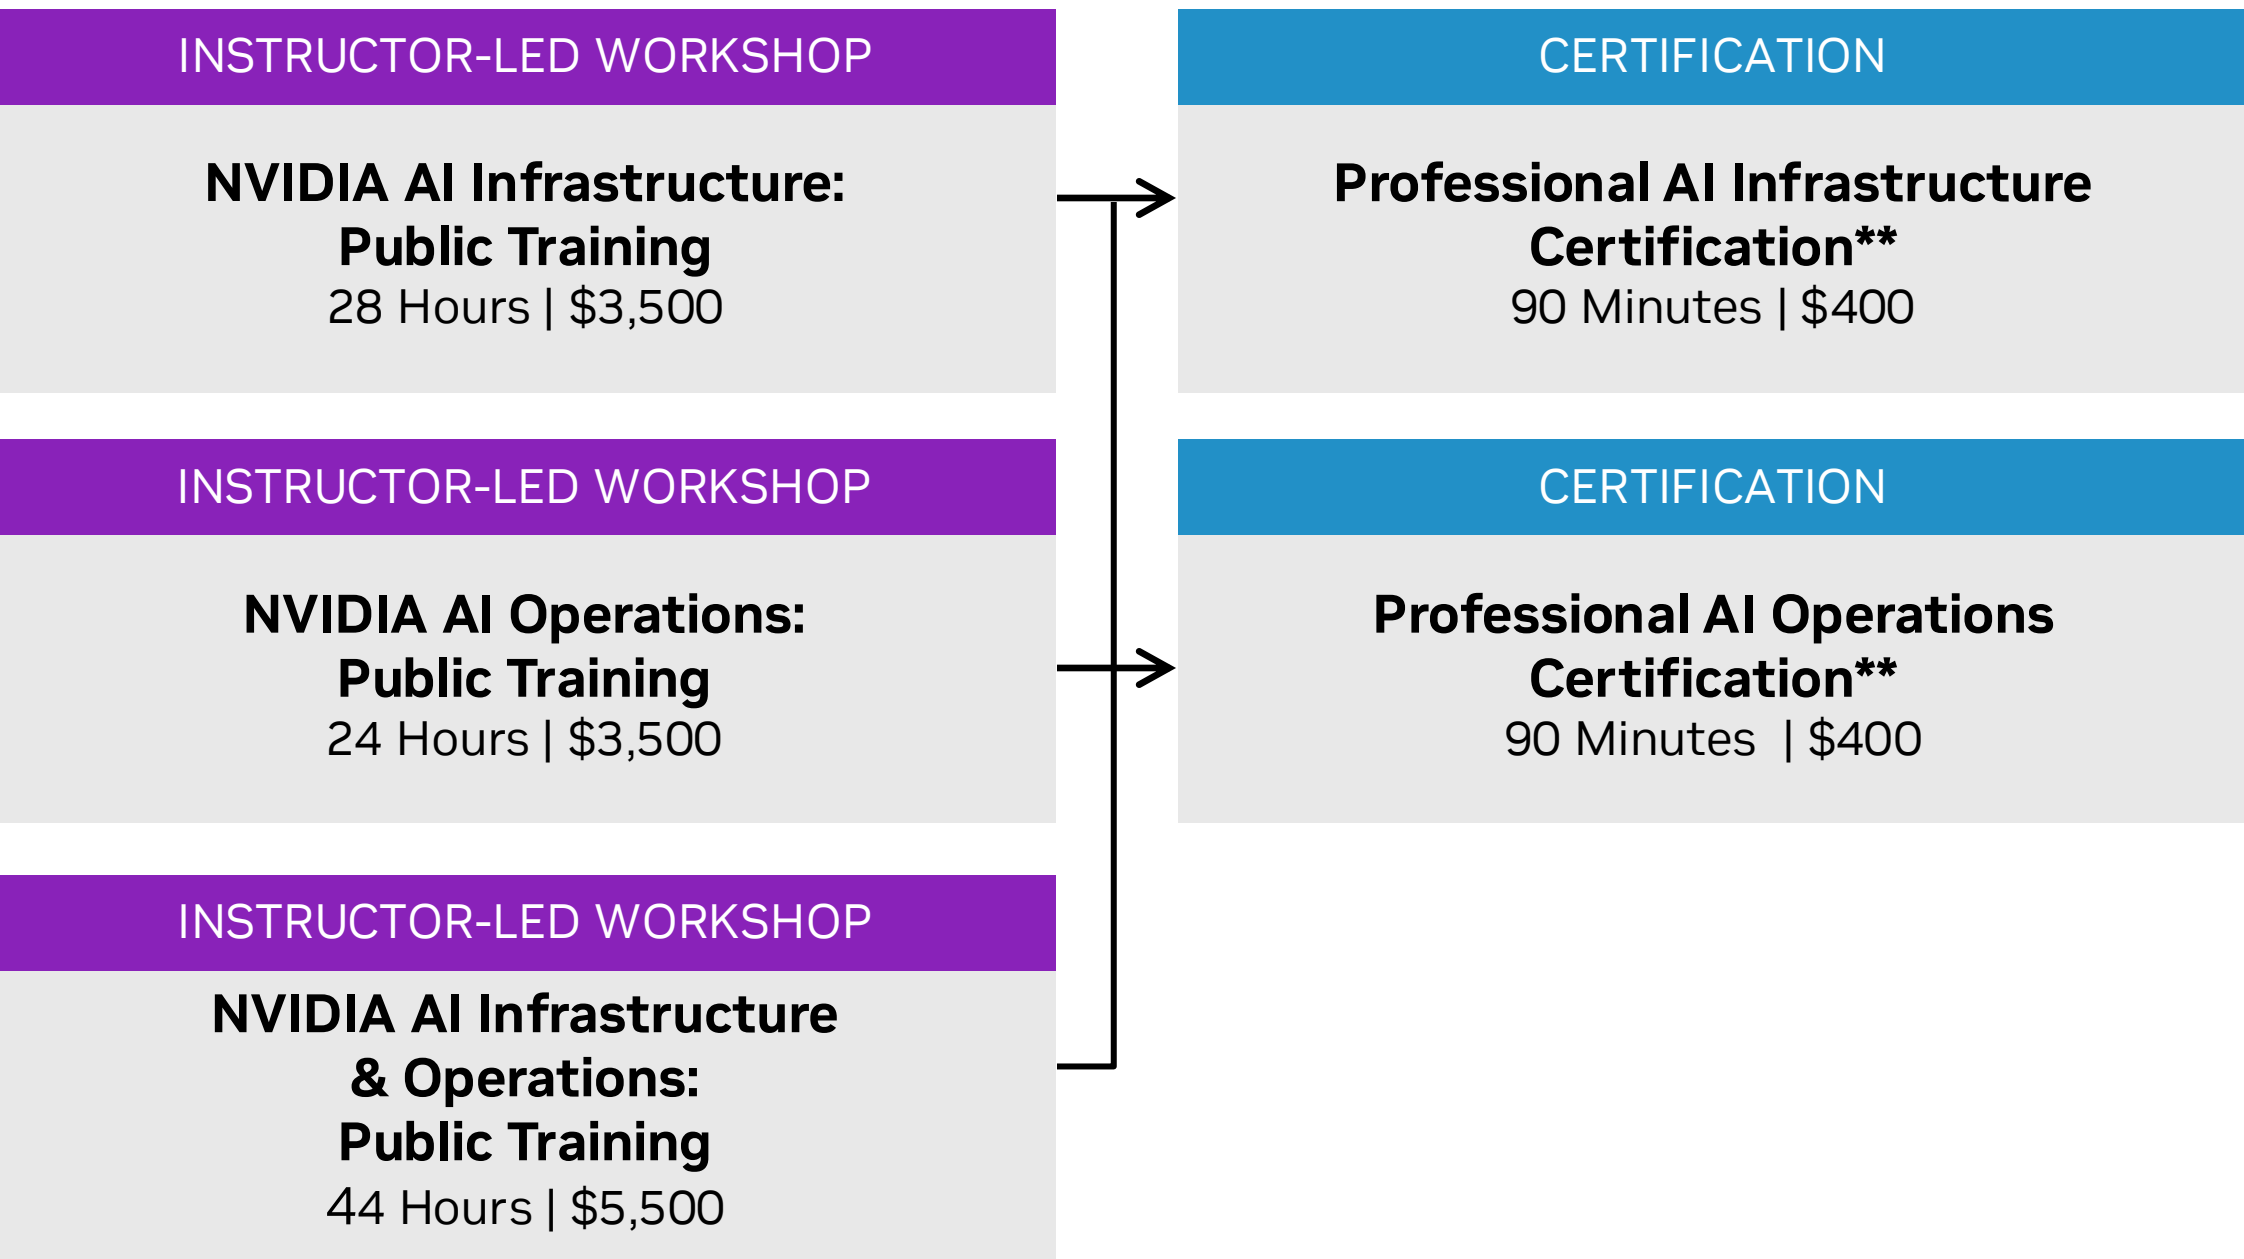 INSTRUCTOR-LED WORKSHOP
NVIDIA AI Infrastructure:
Public Training
28 Hours | $3,500
CERTIFICATION
Professional AI Infrastructure
Certification**
90 Minutes | $400
INSTRUCTOR-LED WORKSHOP
NVIDIA AI Operations:
Public Training
24 Hours | $3,500
CERTIFICATION
Professional AI Operations
Certification**
90 Minutes | $400
INSTRUCTOR-LED WORKSHOP
NVIDIA AI Infrastructure
& Operations:
Public Training
44 Hours | $5,500